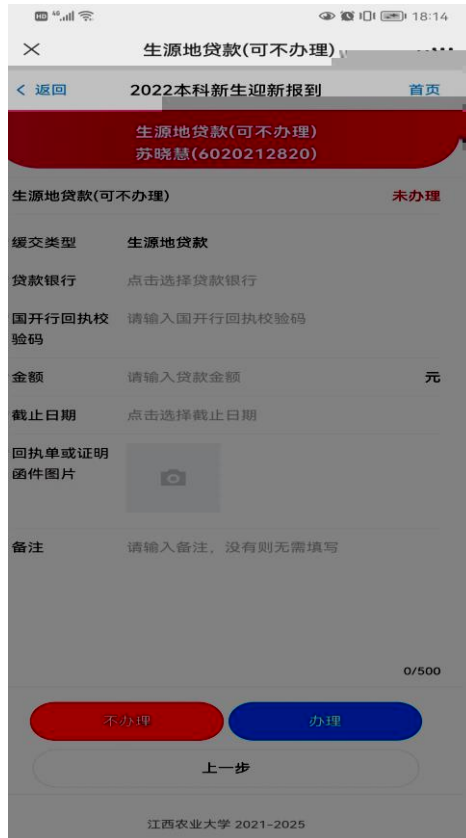 HD 4G 18:14
生源地贷款(可不办理)
返回 2022本科新生迎新报到 首页
生源地贷款(可不办理)
苏晓慧(6020212820)
生源地贷款(可不办理) 未办理
缓交类型 生源地贷款
贷款银行 点击选择贷款银行
国开行回执校 请输入国开行回执校验码
验码
金额 请输入贷款金额 元
截止日期 点击选择截止日期
回执单或证明
函件图片
备注 请输入备注，没有则无需填写
0/500
不办理 办理
上一步
江西农业大学 2021-2025